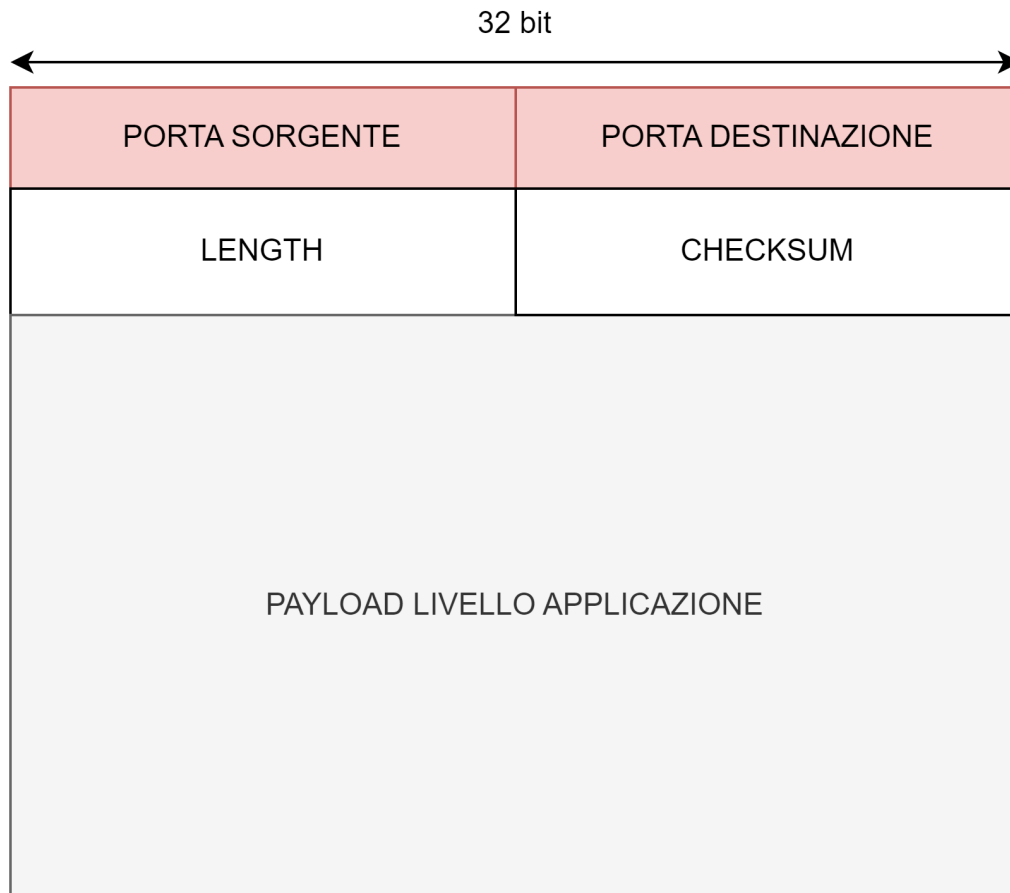 32 bit
PORTA SORGENTE
PORTA DESTINAZIONE
LENGTH
CHECKSUM
PAYLOAD LIVELLO APPLICAZIONE